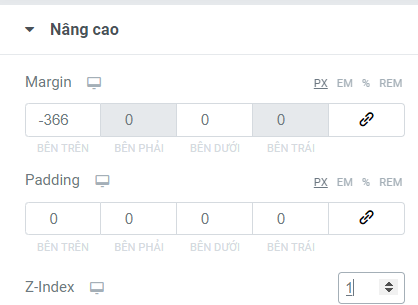 Nâng cao
Margin PX EM % REM
-366 0 0 0
BÊN TRÊN BÊN PHẢI BÊN DƯỚI BÊN TRÁI
Padding PX EM % REM
0 0 0 0
BÊN TRÊN BÊN PHẢI BÊN DƯỚI BÊN TRÁI
Z-Index 1